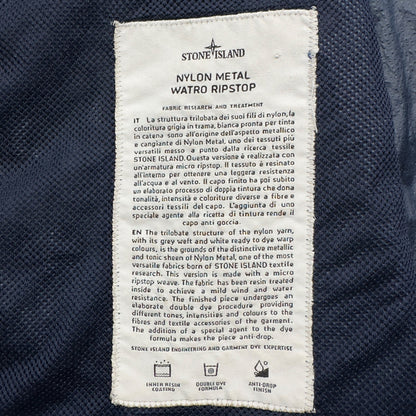 STONE ISLAND
NYLON METAL
WATRO RIPSTOP
FABRIC RESEARCH AND TREATMENT
IT La struttura trilobata dei suoi fili di nylon, la
coloritura grigia in trama, bianca pronta per tinta
in catena sono all'origine dell'aspetto metallico
e cangiante di Nylon Metal, uno dei tessuti più
versatili messo a punto dalla ricerca tessile
STONE ISLAND. Questa versione è realizzata con
un'armatura micro ripstop. Il tessuto è resinato
all'interno per ottenere una leggera resistenza
all'acqua e al vento. Il capo finito ha poi subito
un elaborato processo di doppia tintura che dona
tonalità, intensità e coloriture diverse a fibre e
accessori tessili del capo. L'aggiunta di uno
speciale agente alla ricetta di tintura rende il
capo anti goccia.
EN The trilobate structure of the nylon yarn,
with its grey weft and white ready to dye warp
colours, is the grounds of the distinctive metallic
and tonic sheen of Nylon Metal, one of the most
versatile fabrics born of STONE ISLAND textile
research. This version is made with a micro
ripstop weave. The fabric has been resin treated
inside to achieve a mild wind and water
resistance. The finished piece undergoes an
elaborate double dye procedure providing
different tones, intensities and colours to the
fibres and textile accessories of the garment.
The addition of a special agent to the dye
formula makes the piece anti-drop.
STONE ISLAND ENGINEERING AND GARMENT DYE EXPERTISE
INNER RESIN
COATING
DOUBLE DYE
FORMULA
ANTI-DROP
FINISH